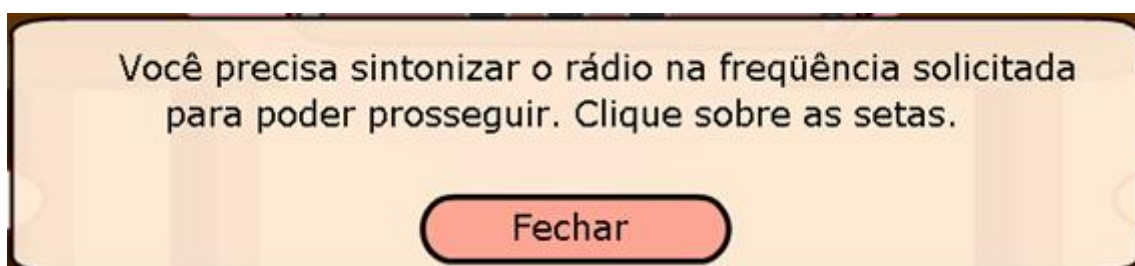 Você precisa sintonizar o rádio na freqüência solicitada
para poder prosseguir. Clique sobre as setas.
Fechar